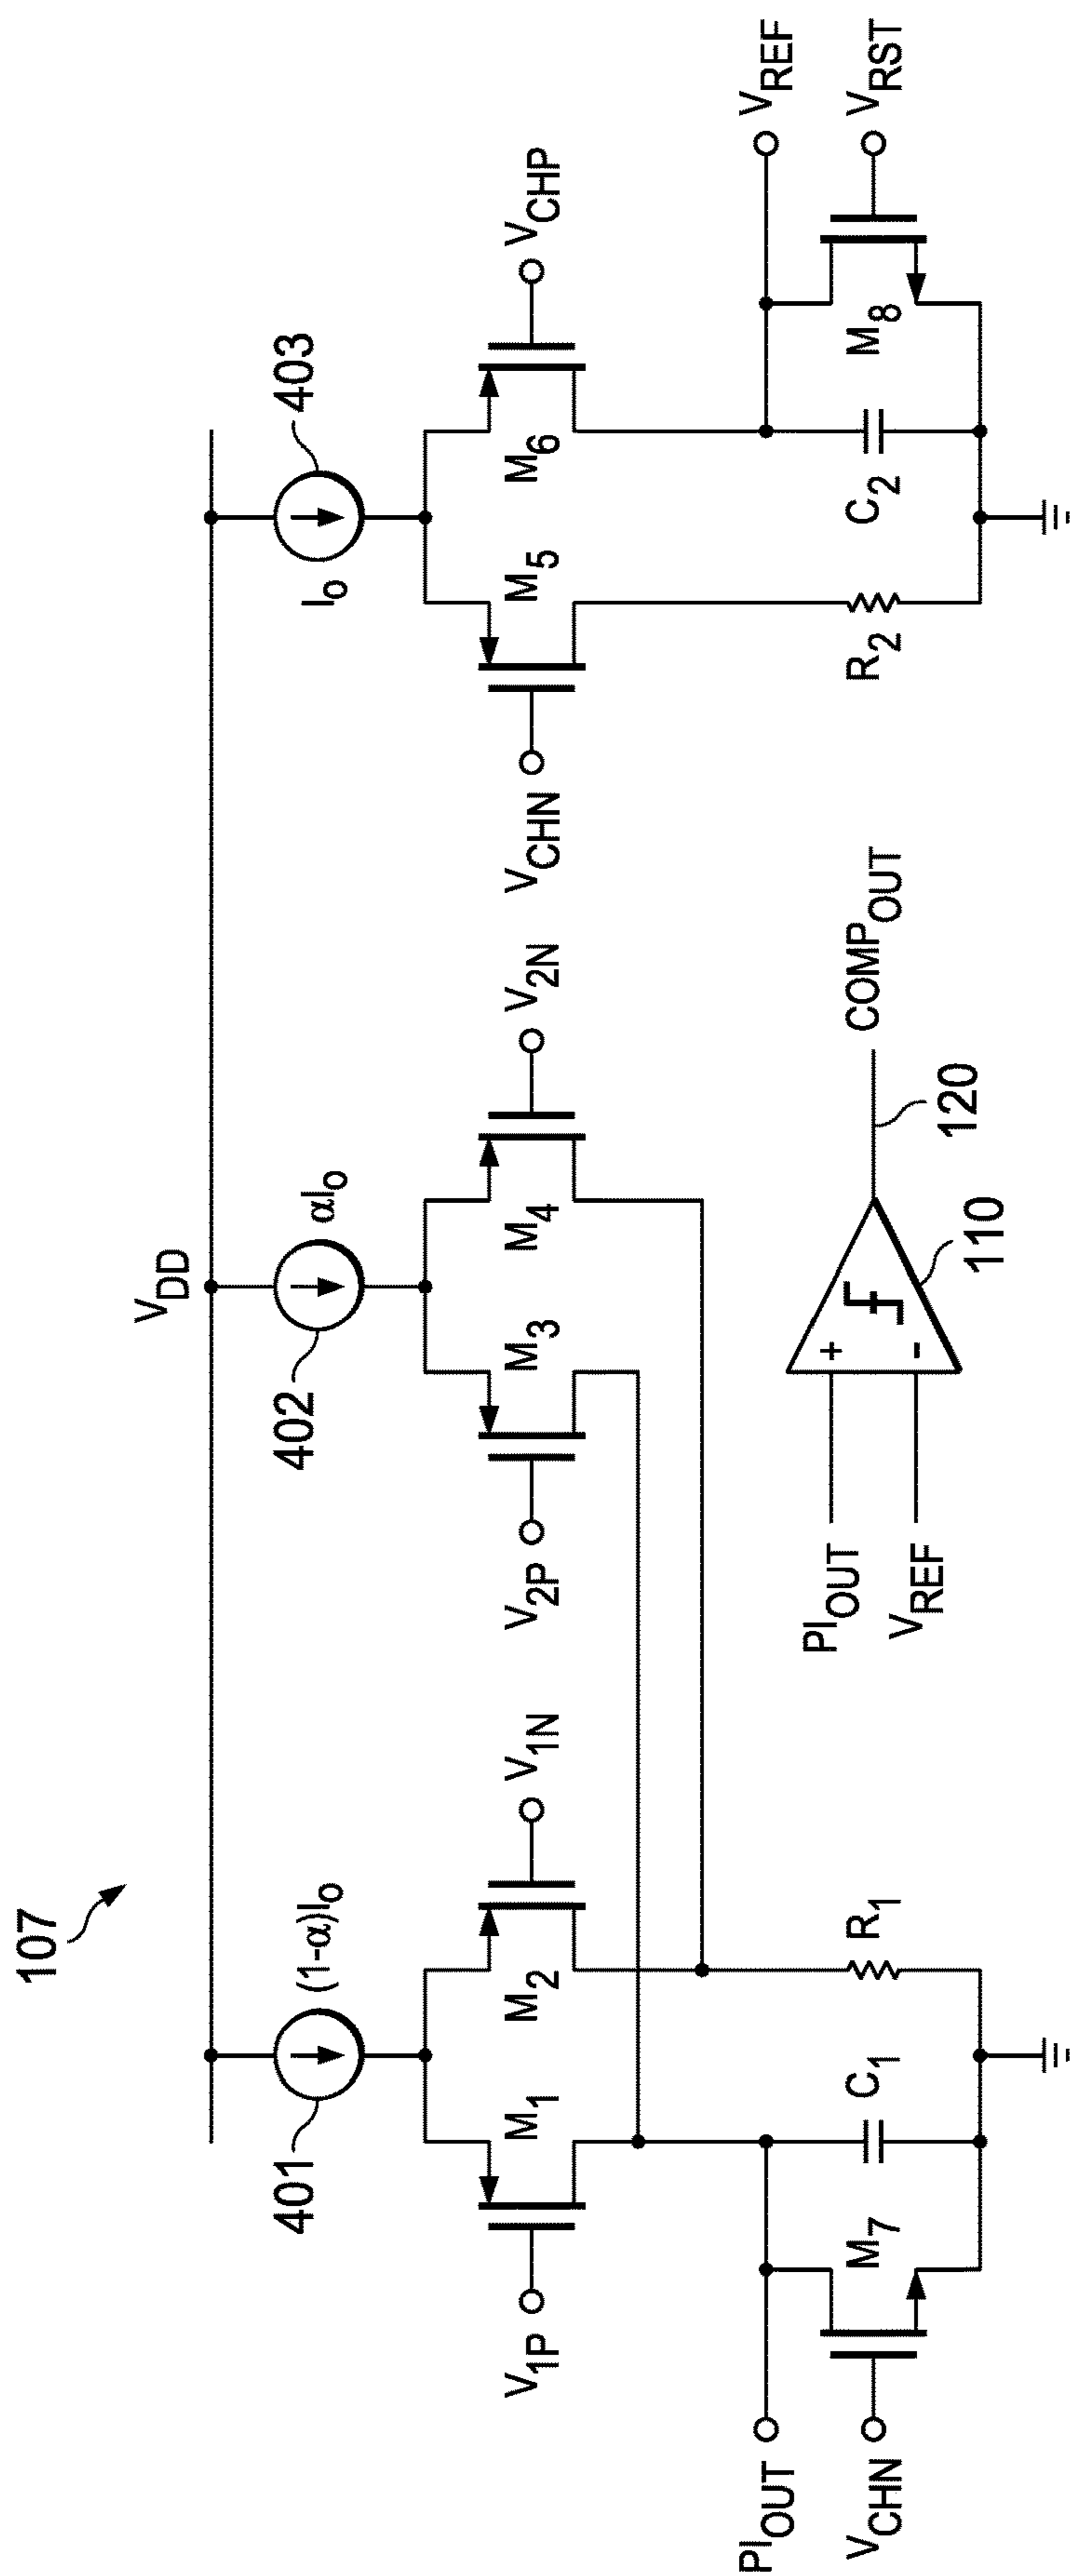 107
V_DD
401
(1-α)I_o
402
αI_o
403
I_o
V_1P
M_1
M_2
V_1N
V_2P
M_3
M_4
V_2N
V_CHN
M_5
M_6
V_CHP
PI_OUT
V_CHN
M_7
C_1
R_1
PI_OUT
V_REF
+
-
110
120
COMP_OUT
R_2
C_2
M_8
V_REF
V_RST